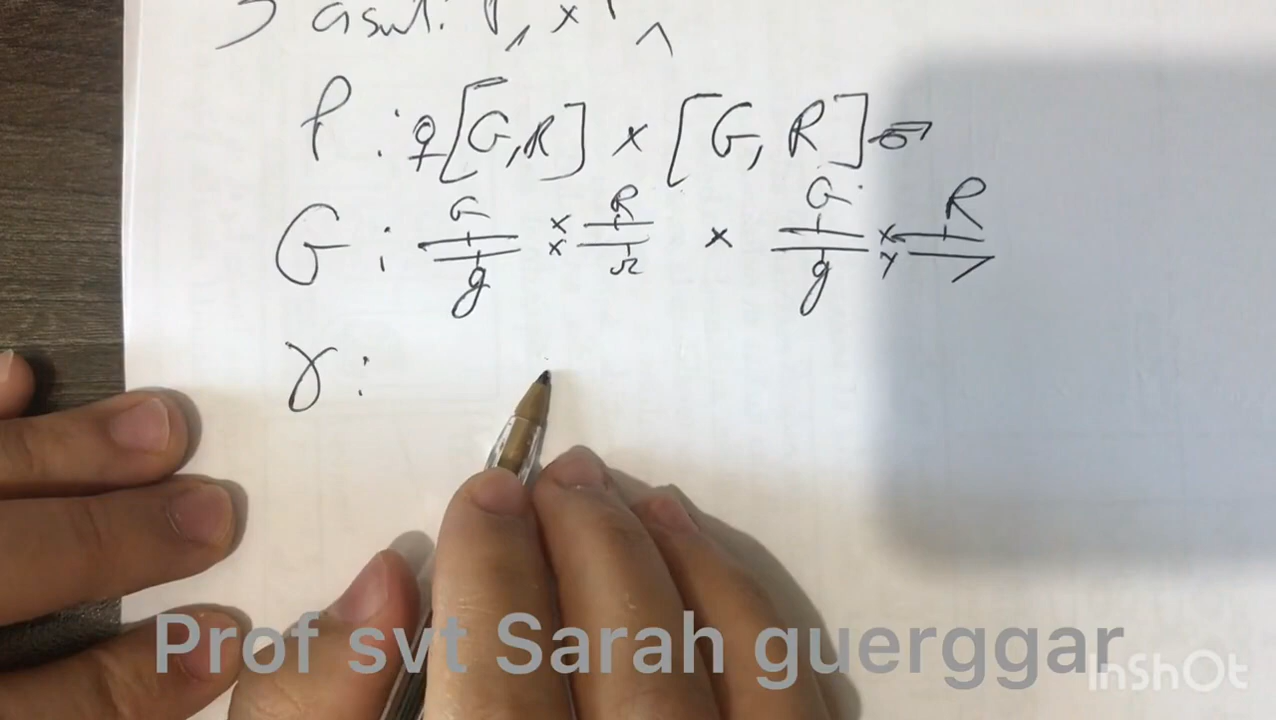 P : ♀[G,R] x [G,R]♂
G : G/g x/x R/r x G/g x/y R/
γ :
Prof svt Sarah guerggar
InShOt